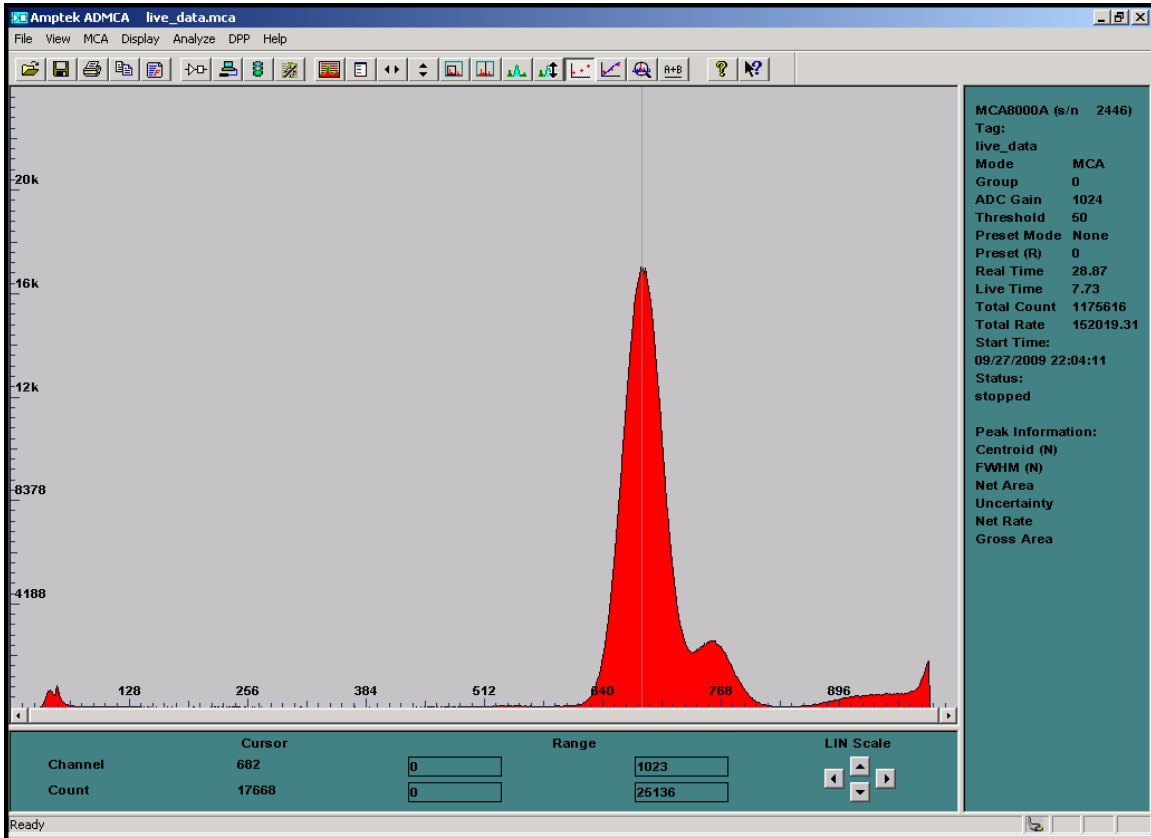 Amptek ADMCA live_data.mca
File View MCA Display Analyze DPP Help
A+B
20k
16k
12k
8378
4188
128 256 384 512 640 768 896
MCA8000A (s/n 2446)
Tag:
live_data
Mode MCA
Group 0
ADC Gain 1024
Threshold 50
Preset Mode None
Preset (R) 0
Real Time 28.87
Live Time 7.73
Total Count 1175616
Total Rate 152019.31
Start Time:
09/27/2009 22:04:11
Status:
stopped
Peak Information:
Centroid (N)
FWHM (N)
Net Area
Uncertainty
Net Rate
Gross Area
Cursor Range LIN Scale
Channel 682 0 1023
Count 17668 0 25136
Ready